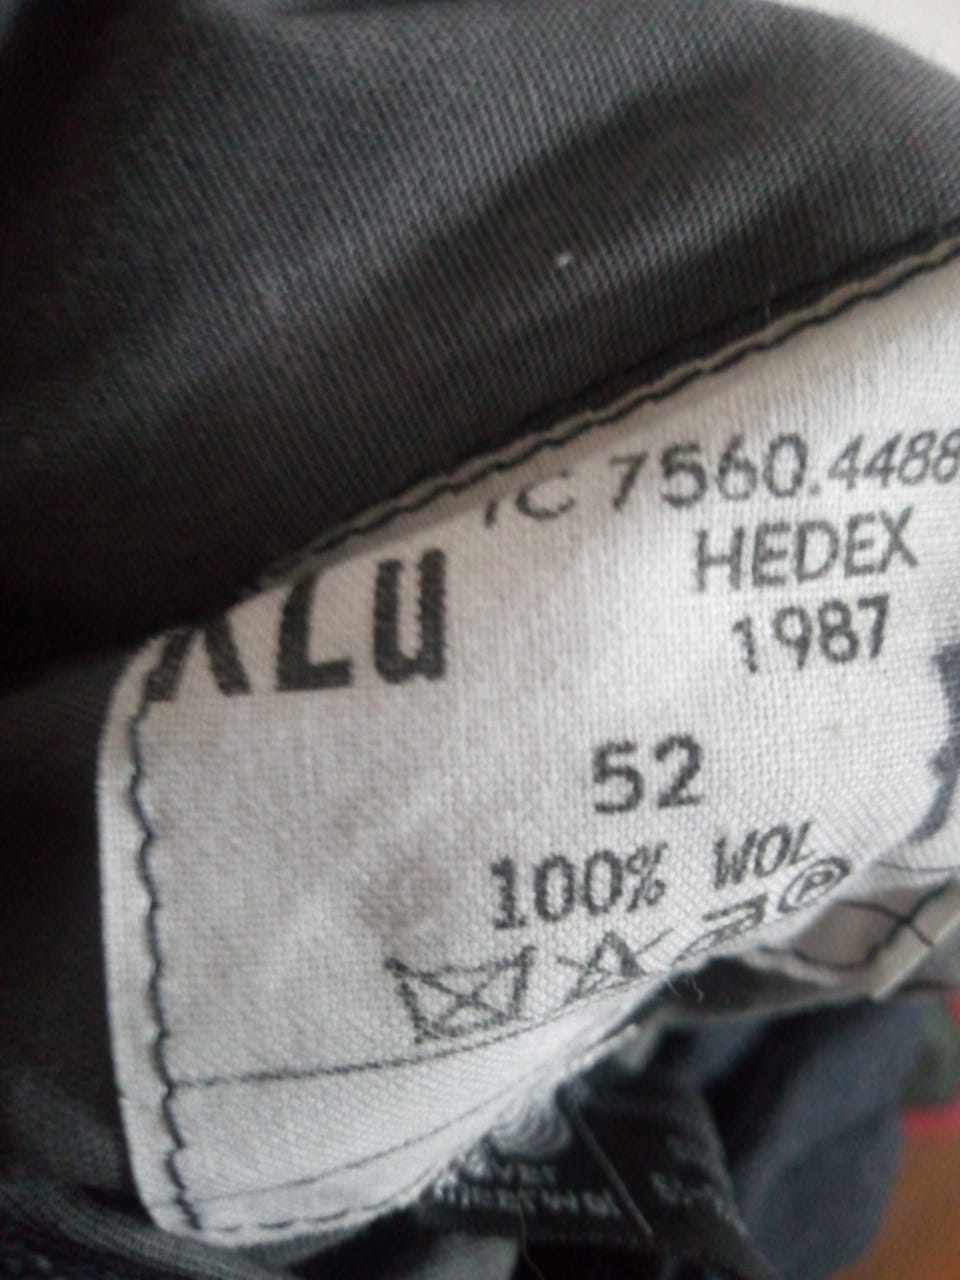 7560.4488
KLu
HEDEX
1987
52
100% WOL
P